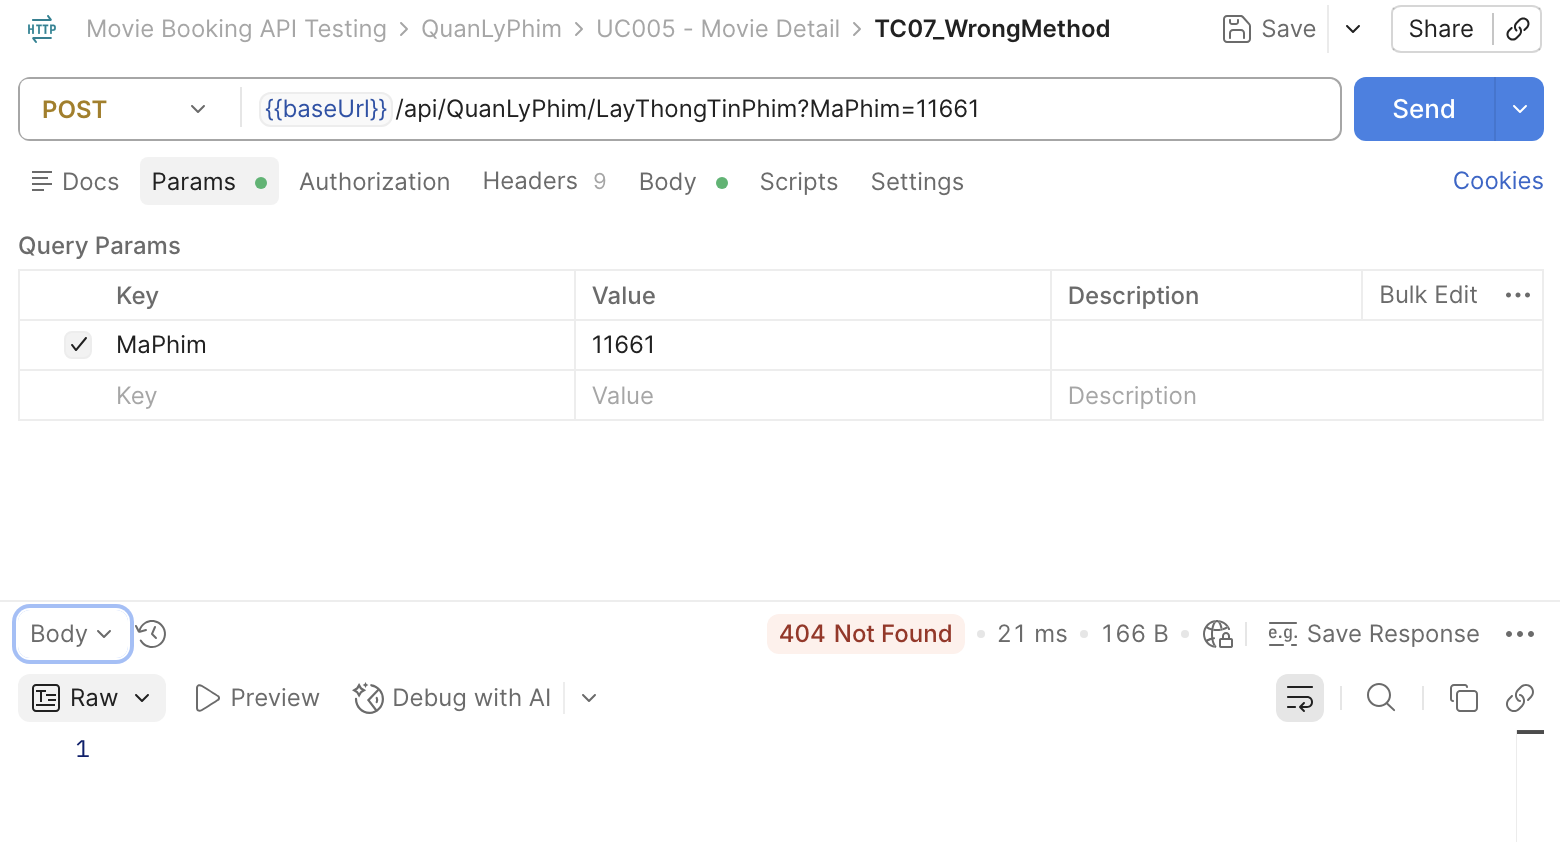 HTTP Movie Booking API Testing > QuanLyPhim > UC005 - Movie Detail > TC07_WrongMethod Save Share
POST {{baseUrl}}/api/QuanLyPhim/LayThongTinPhim?MaPhim=11661 Send
Docs Params Authorization Headers 9 Body Scripts Settings Cookies
Query Params
Key Value Description Bulk Edit
MaPhim 11661
Key Value Description
Body 404 Not Found 21 ms 166 B e.g. Save Response
Raw Preview Debug with AI
1